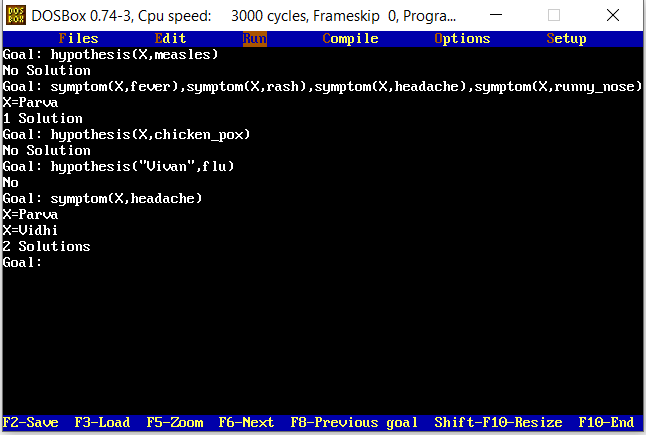 DOS
BOX
DOSBox 0.74-3, Cpu speed: 3000 cycles, Frameskip 0, Progra...
Files Edit Run Compile Options Setup
Goal: hypothesis(X,measles)
No Solution
Goal: symptom(X,fever),symptom(X,rash),symptom(X,headache),symptom(X,runny_nose)
X=Parva
1 Solution
Goal: hypothesis(X,chicken_pox)
No Solution
Goal: hypothesis("Vivan",flu)
No
Goal: symptom(X,headache)
X=Parva
X=Vidhi
2 Solutions
Goal:
F2-Save F3-Load F5-Zoom F6-Next F8-Previous goal Shift-F10-Resize F10-End